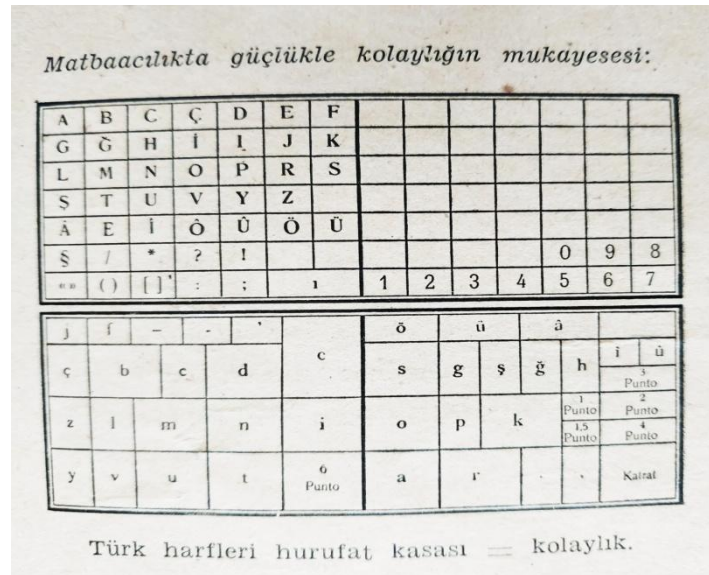 Matbaacılıkta güçlükle kolaylığın mukayesesi:
A B C Ç D E F
G Ğ H İ I J K
L M N O P R S
Ş T U V Y Z
Â E İ Ô Û Ö Ü
§ / * ? ! 0 9 8
«» () [] ' : ; ı 1 2 3 4 5 6 7
j f – - ' c ö ü â
ç b c d s g ş ğ h î û
3 Punto
z l m n i o p k 1 Punto 2 Punto
1,5 Punto 4 Punto
y v u t 6 Punto a r . , Katrat
Türk harfleri hurufat kasası = kolaylık.